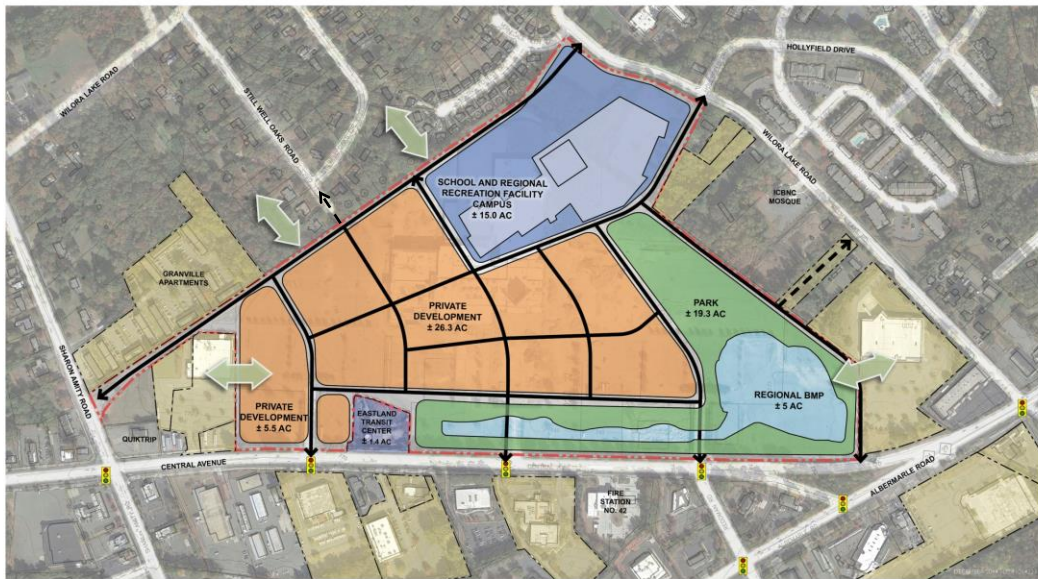 HOLLYFIELD DRIVE
WILORA LAKE ROAD
STILL WELL OAKS ROAD
WILORA LAKE ROAD
SCHOOL AND REGIONAL
RECREATION FACILITY
CAMPUS
± 15.0 AC
ICBNC
MOSQUE
GRANVILLE
APARTMENTS
PRIVATE
DEVELOPMENT
± 26.3 AC
PARK
± 19.3 AC
SHARON AMITY ROAD
REGIONAL BMP
± 5 AC
PRIVATE
DEVELOPMENT
± 5.5 AC
EASTLAND
TRANSIT
CENTER
± 1.4 AC
QUIKTRIP
CENTRAL AVENUE
ALBERMARLE ROAD
FIRE
STATION
NO. 42